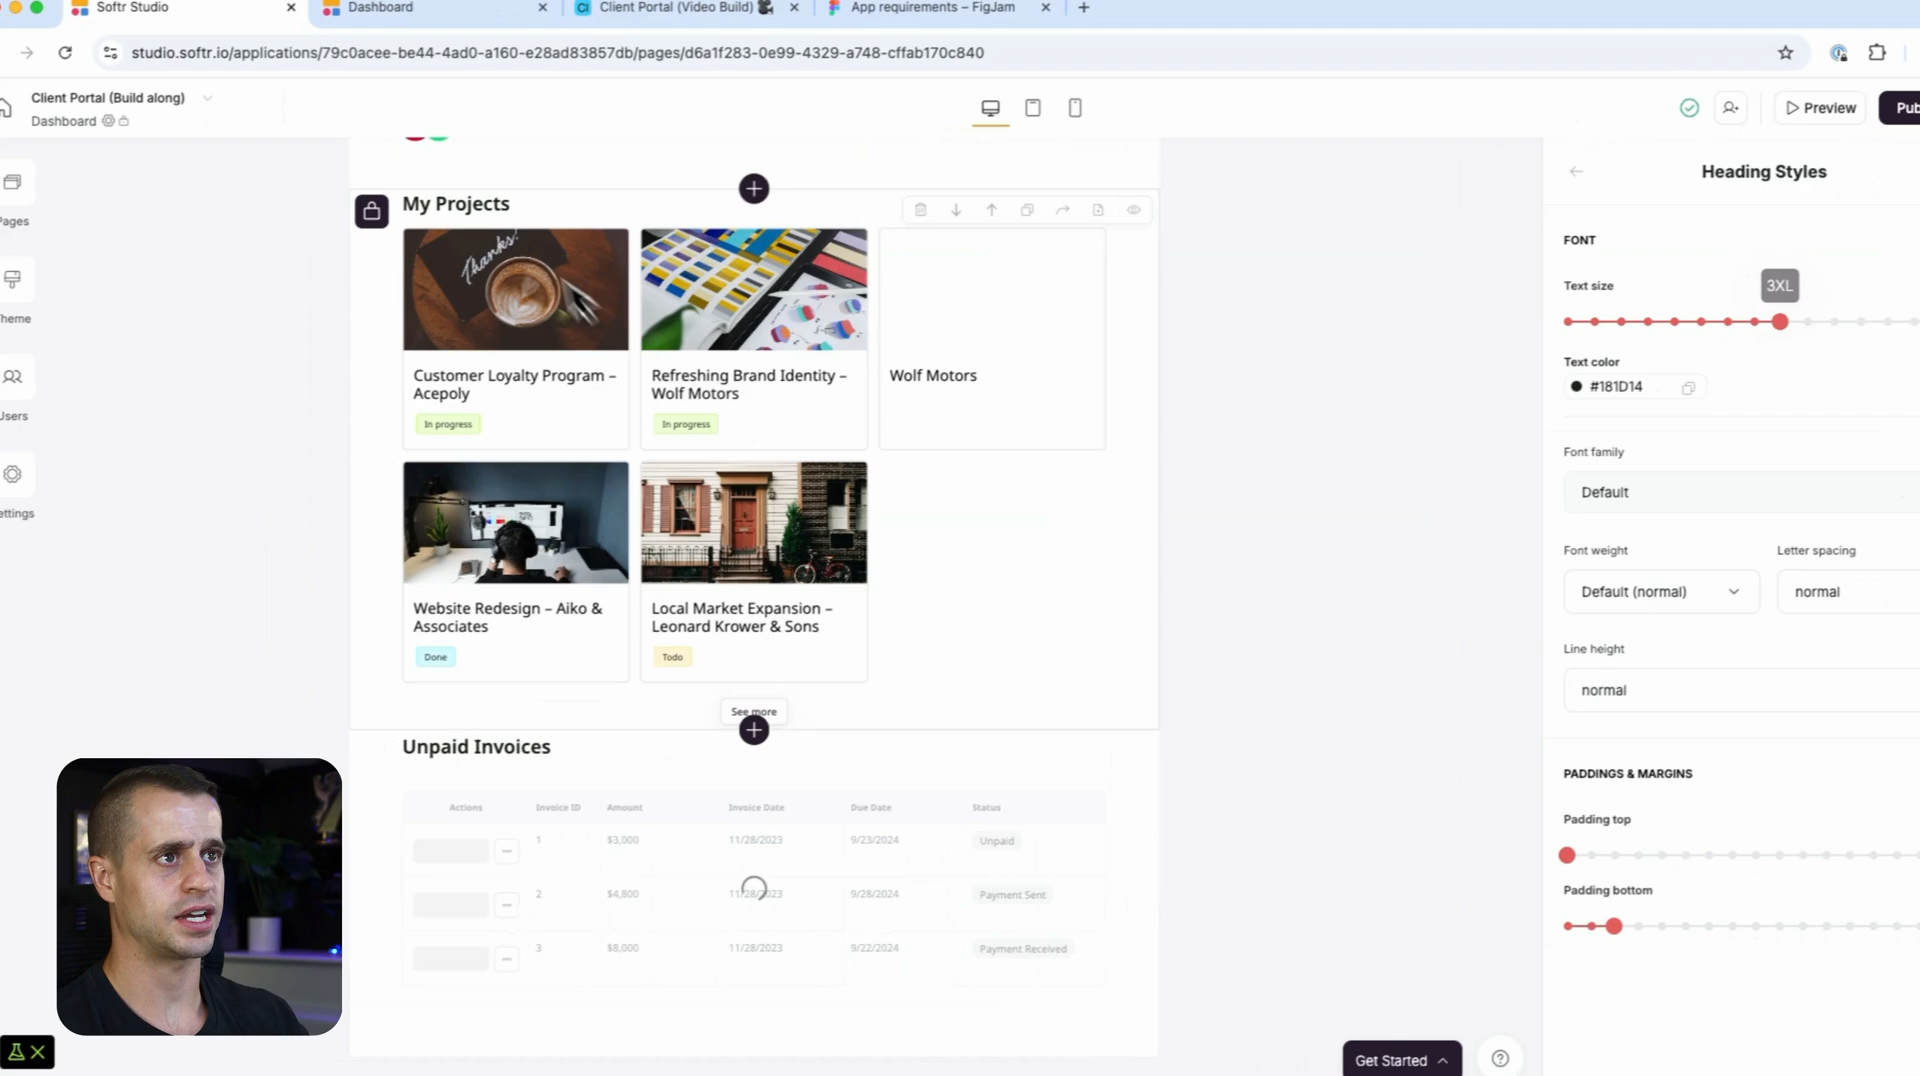 Softr Studio
Dashboard
Client Portal (Video Build)
App requirements – FigJam
studio.softr.io/applications/79c0acee-be44-4ad0-a160-e28ad83857db/pages/d6a1f283-0e99-4329-a748-cffab170c840
Client Portal (Build along)
Dashboard
Preview
Pub
Pages
heme
Users
ettings
My Projects
Thanks!
Customer Loyalty Program –
Acepoly
In progress
Refreshing Brand Identity –
Wolf Motors
In progress
Wolf Motors
Website Redesign – Aiko &
Associates
Done
Local Market Expansion –
Leonard Krower & Sons
Todo
See more
Unpaid Invoices
Actions Invoice ID Amount Invoice Date Due Date Status
1 $3,000 11/28/2023 9/23/2024 Unpaid
2 $4,800 11/28/2023 9/28/2024 Payment Sent
3 $8,000 11/28/2023 9/22/2024 Payment Received
Heading Styles
FONT
Text size
3XL
Text color
#181D14
Font family
Default
Font weight
Letter spacing
Default (normal)
normal
Line height
normal
PADDINGS & MARGINS
Padding top
Padding bottom
Get Started